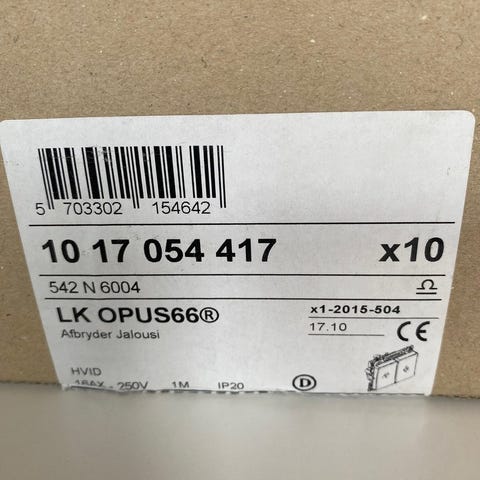 5 703302 154642
10 17 054 417 x10
542 N 6004
LK OPUS66® x1-2015-504
Afbryder Jalousi 17.10 CE
HVID
16AX - 250V 1M IP20 D